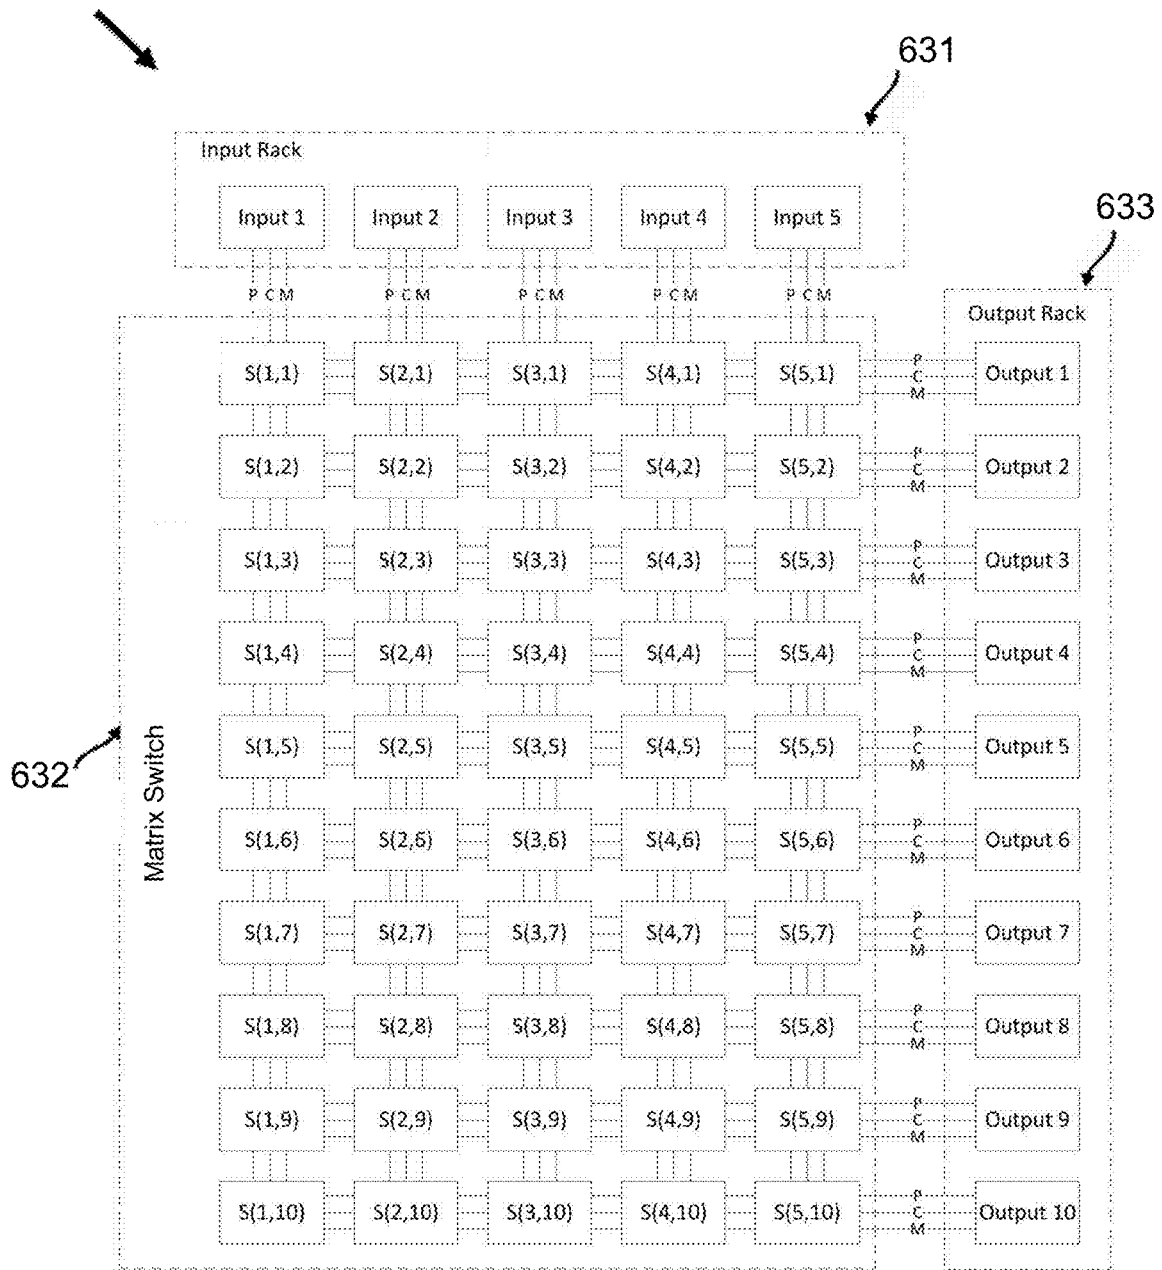 631
Input Rack
Input 1 Input 2 Input 3 Input 4 Input 5
633
P C M P C M P C M P C M P C M
Output Rack
S(1,1) S(2,1) S(3,1) S(4,1) S(5,1) P C M Output 1
S(1,2) S(2,2) S(3,2) S(4,2) S(5,2) P C M Output 2
S(1,3) S(2,3) S(3,3) S(4,3) S(5,3) P C M Output 3
S(1,4) S(2,4) S(3,4) S(4,4) S(5,4) P C M Output 4
S(1,5) S(2,5) S(3,5) S(4,5) S(5,5) P C M Output 5
632
Matrix Switch
S(1,6) S(2,6) S(3,6) S(4,6) S(5,6) P C M Output 6
S(1,7) S(2,7) S(3,7) S(4,7) S(5,7) P C M Output 7
S(1,8) S(2,8) S(3,8) S(4,8) S(5,8) P C M Output 8
S(1,9) S(2,9) S(3,9) S(4,9) S(5,9) P C M Output 9
S(1,10) S(2,10) S(3,10) S(4,10) S(5,10) P C M Output 10